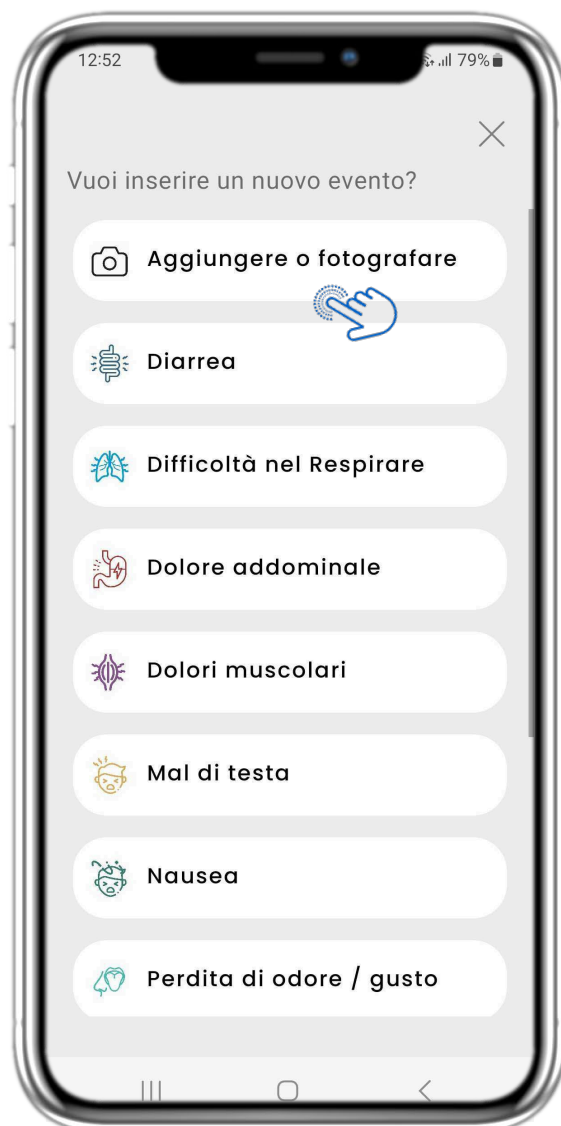 12:52
79%
Vuoi inserire un nuovo evento?
Aggiungere o fotografare
Diarrea
Difficoltà nel Respirare
Dolore addominale
Dolori muscolari
Mal di testa
Nausea
Perdita di odore / gusto